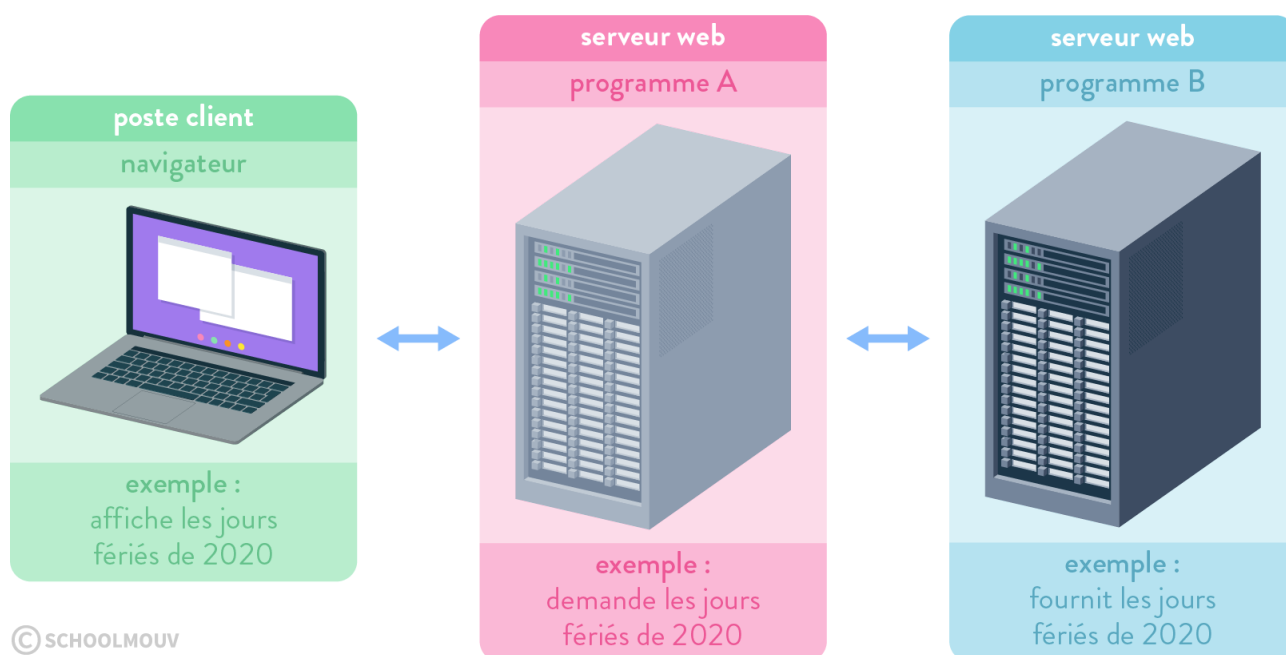 poste client
navigateur
exemple :
affiche les jours
fériés de 2020
serveur web
programme A
exemple :
demande les jours
fériés de 2020
serveur web
programme B
exemple :
fournit les jours
fériés de 2020
© SCHOOLMOUV